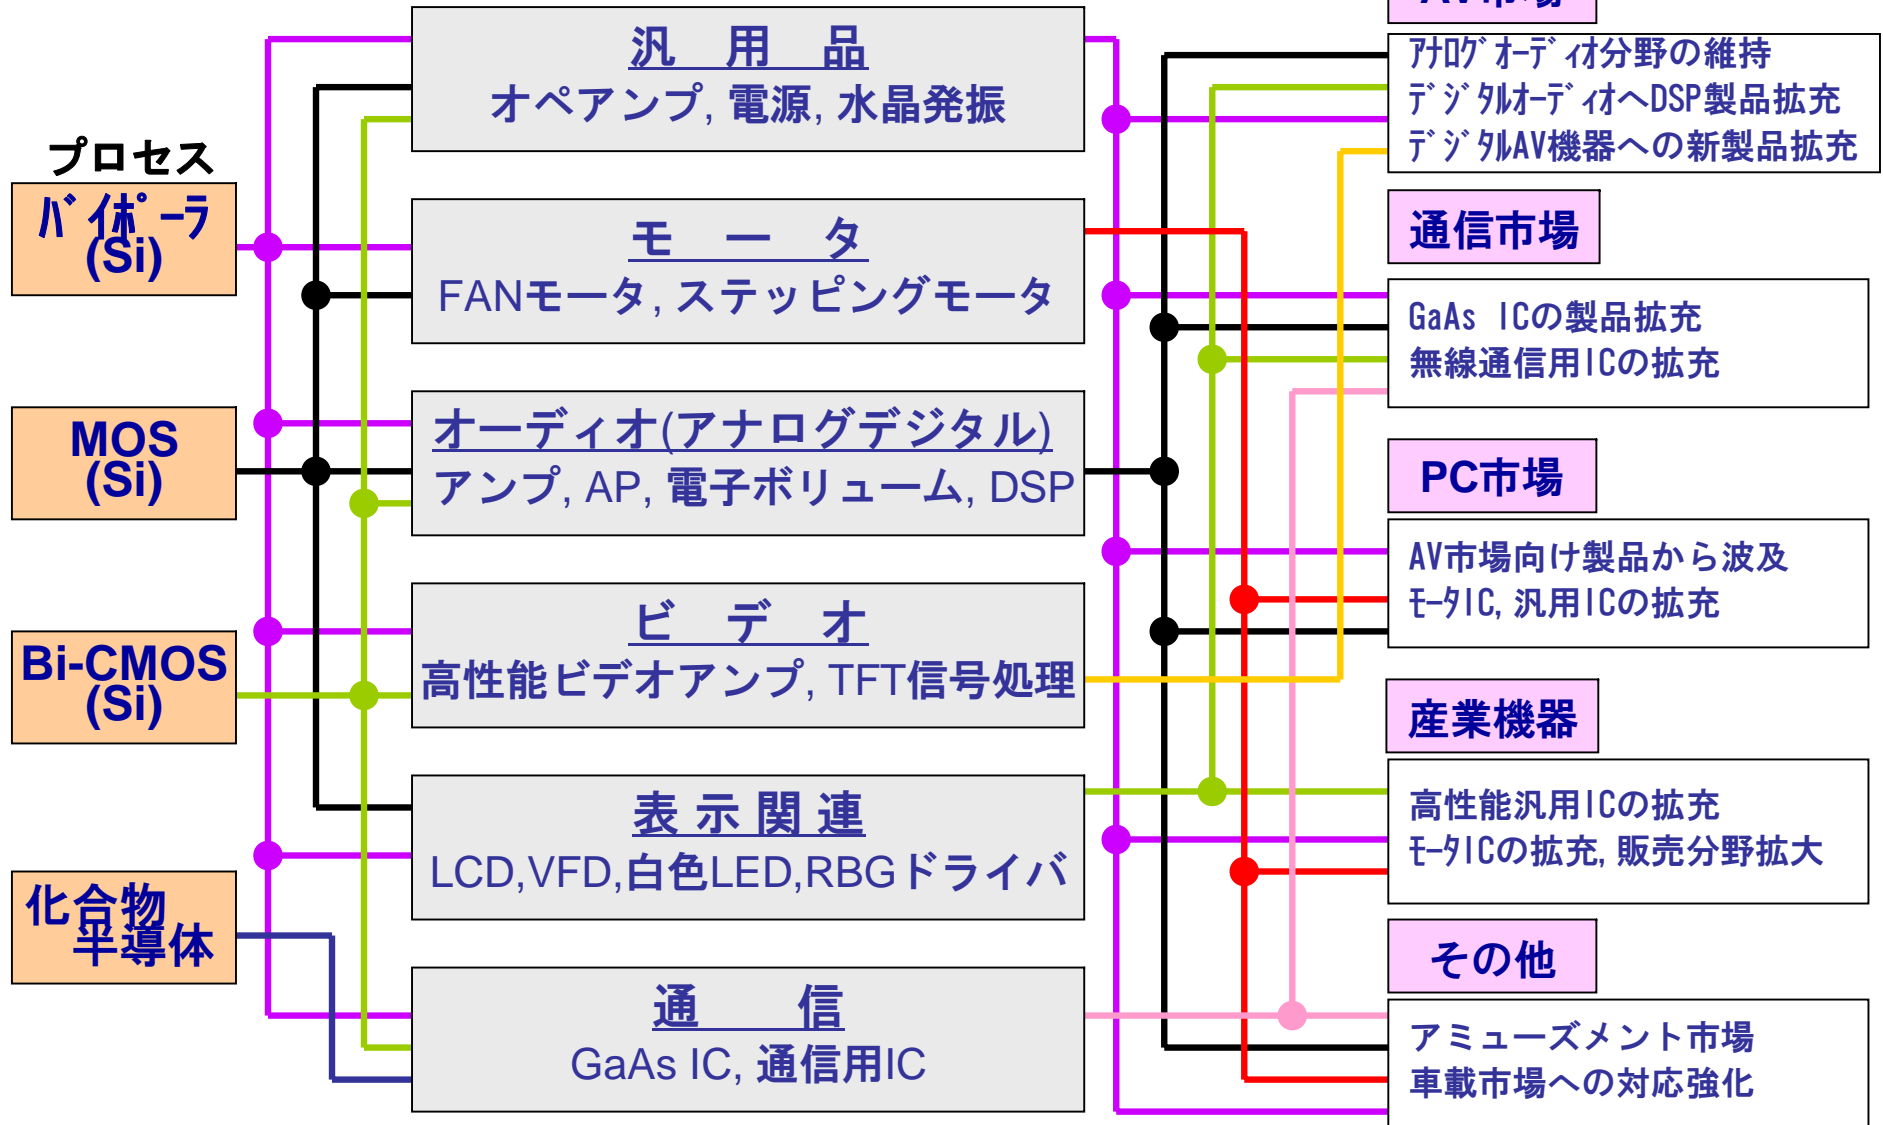 プロセス
バイポーラ
(Si)
MOS
(Si)
Bi-CMOS
(Si)
化合物
半導体
汎用品
オペアンプ, 電源, 水晶発振
モータ
FANモータ, ステッピングモータ
オーディオ(アナログデジタル)
アンプ, AP, 電子ボリューム, DSP
ビデオ
高性能ビデオアンプ, TFT信号処理
表示関連
LCD,VFD,白色LED,RBGドライバ
通信
GaAs IC, 通信用IC
AV市場
アナログオーディオ分野の維持
デジタルオーディオへDSP製品拡充
デジタルAV機器への新製品拡充
通信市場
GaAs ICの製品拡充
無線通信用ICの拡充
PC市場
AV市場向け製品から波及
モータIC, 汎用ICの拡充
産業機器
高性能汎用ICの拡充
モータICの拡充, 販売分野拡大
その他
アミューズメント市場
車載市場への対応強化